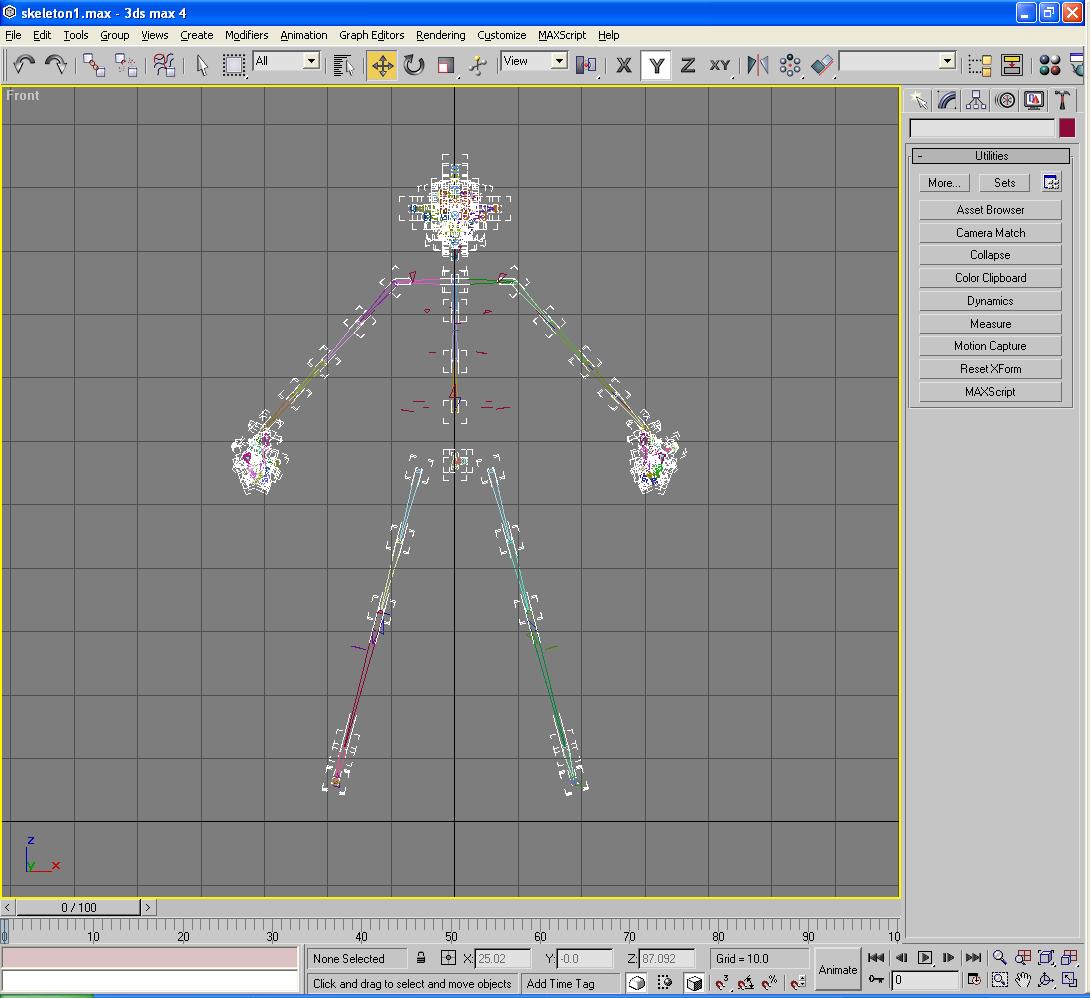 skeleton1.max - 3ds max 4
File Edit Tools Group Views Create Modifiers Animation Graph Editors Rendering Customize MAXScript Help
All View X Y Z XY
Front
Utilities
More... Sets
Asset Browser
Camera Match
Collapse
Color Clipboard
Dynamics
Measure
Motion Capture
Reset XForm
MAXScript
z
y x
< 0 / 100 >
0 10 20 30 40 50 60 70 80 90 10
None Selected X: 25.02 Y: -0.0 Z: 87.092 Grid = 10.0
Animate
Click and drag to select and move objects Add Time Tag 0